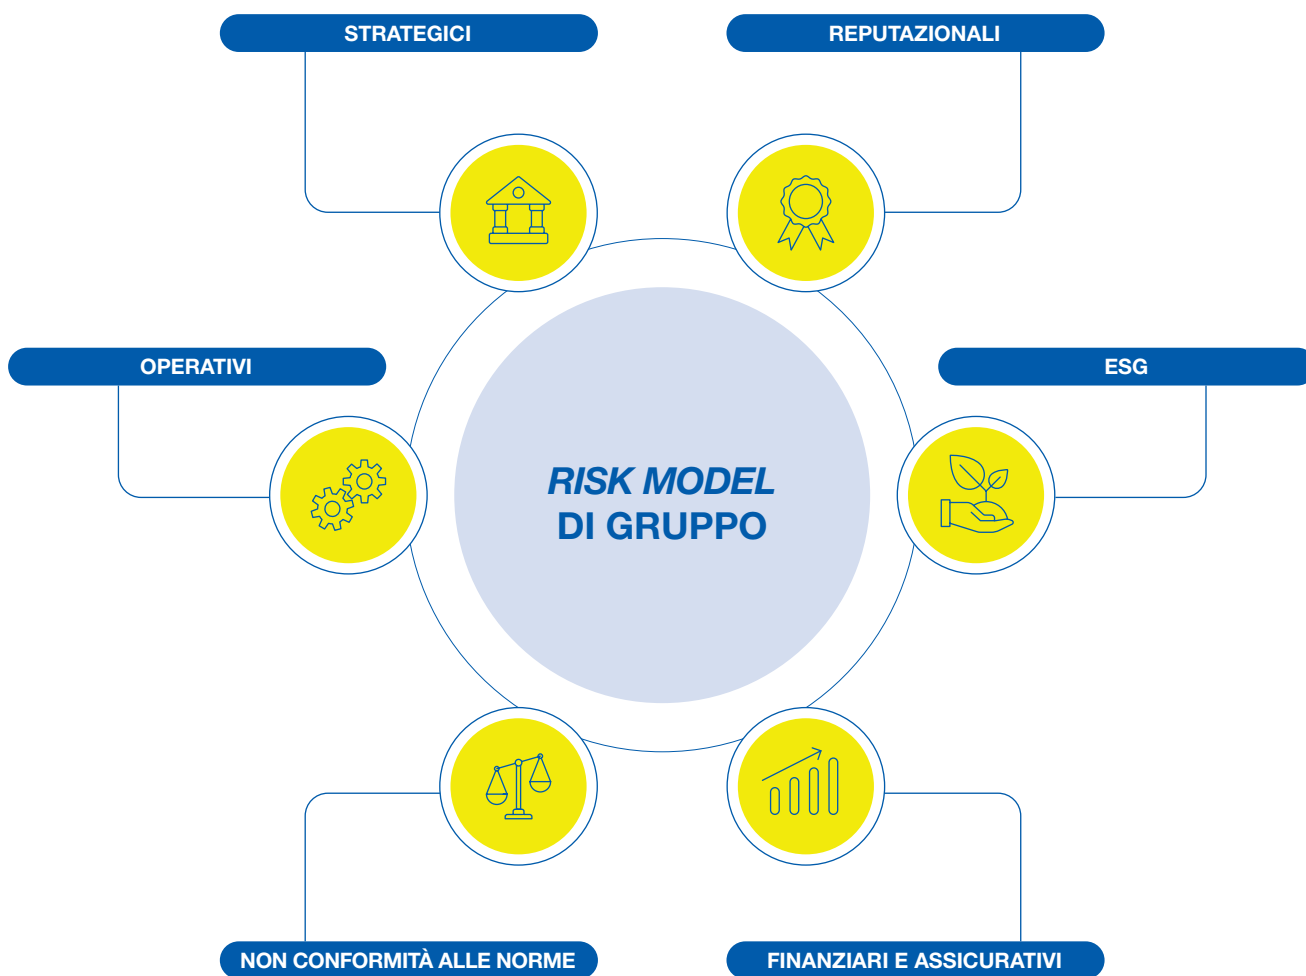 STRATEGICI
REPUTAZIONALI
OPERATIVI
ESG
RISK MODEL
DI GRUPPO
NON CONFORMITÀ ALLE NORME
FINANZIARI E ASSICURATIVI